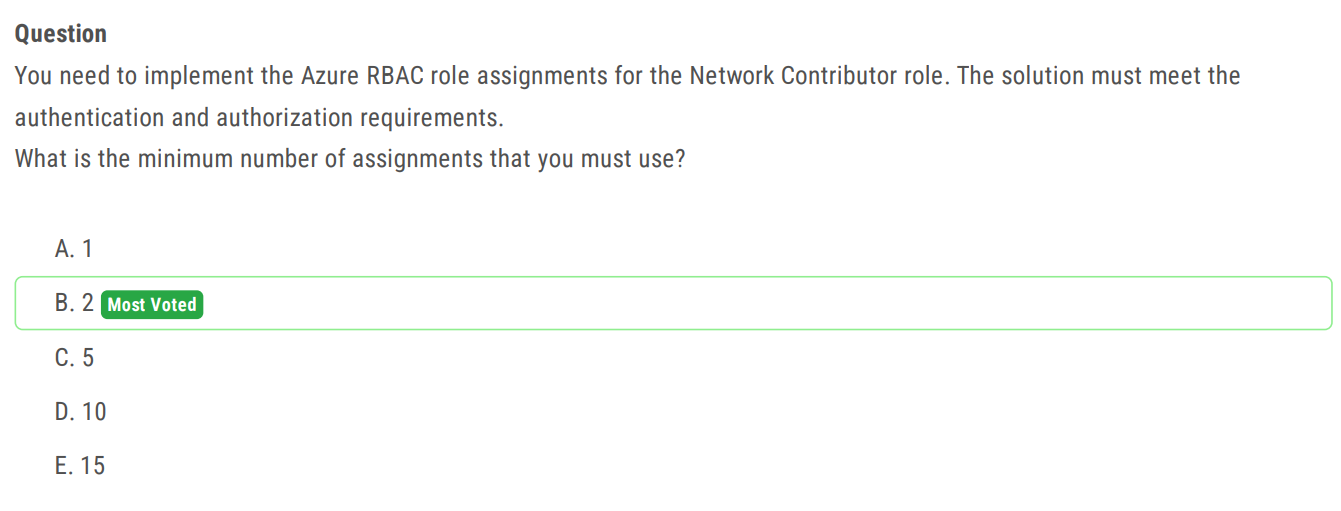 Question
You need to implement the Azure RBAC role assignments for the Network Contributor role. The solution must meet the
authentication and authorization requirements.
What is the minimum number of assignments that you must use?
A. 1
B. 2 Most Voted
C. 5
D. 10
E. 15